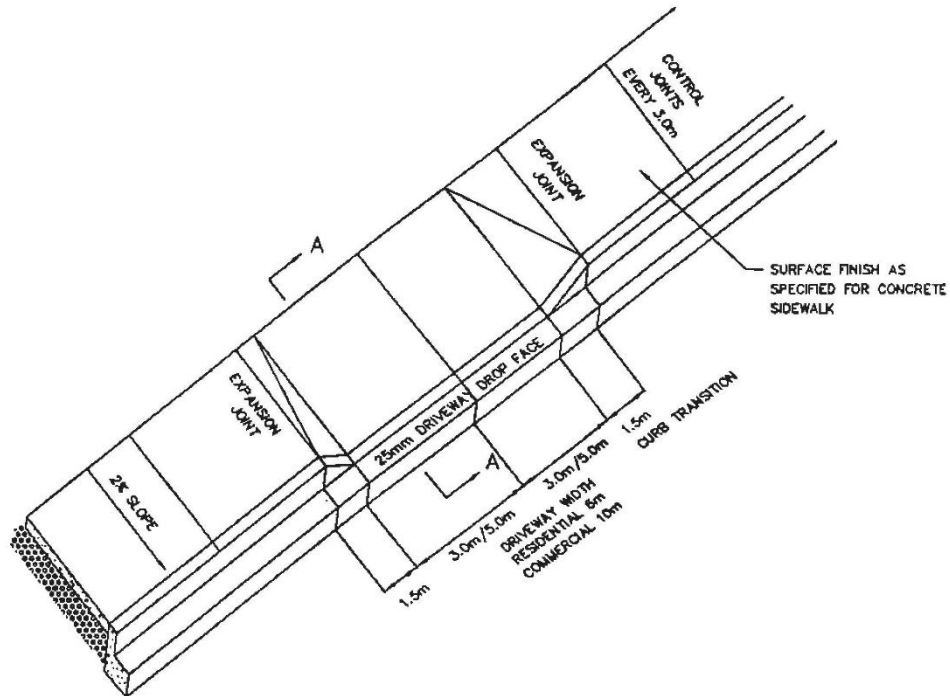 CONTROL
JOINTS
EVERY 3.0m
EXPANSION
JOINT
A
SURFACE FINISH AS
SPECIFIED FOR CONCRETE
SIDEWALK
EXPANSION
JOINT
25mm DRIVEWAY DROP FACE
2% SLOPE
A
1.5m
3.0m/5.0m
3.0m/5.0m
1.5m
CURB TRANSITION
DRIVEWAY WIDTH
RESIDENTIAL 6m
COMMERCIAL 10m